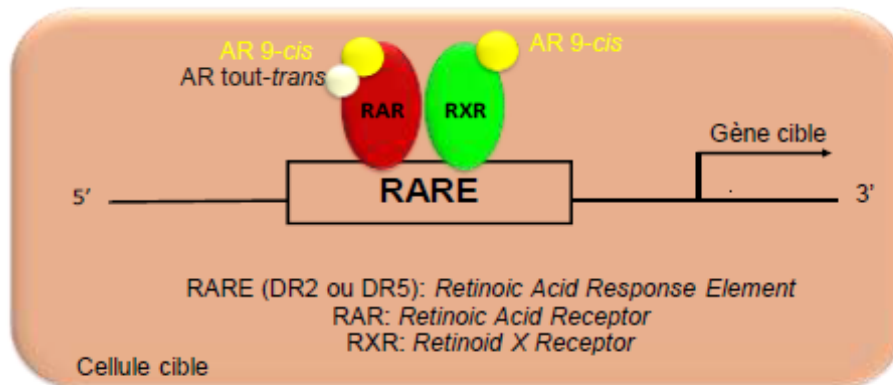 AR 9-cis
AR 9-cis
AR tout-trans
RAR
RXR
Gène cible
5’
RARE
3’
RARE (DR2 ou DR5): Retinoic Acid Response Element
RAR: Retinoic Acid Receptor
RXR: Retinoid X Receptor
Cellule cible